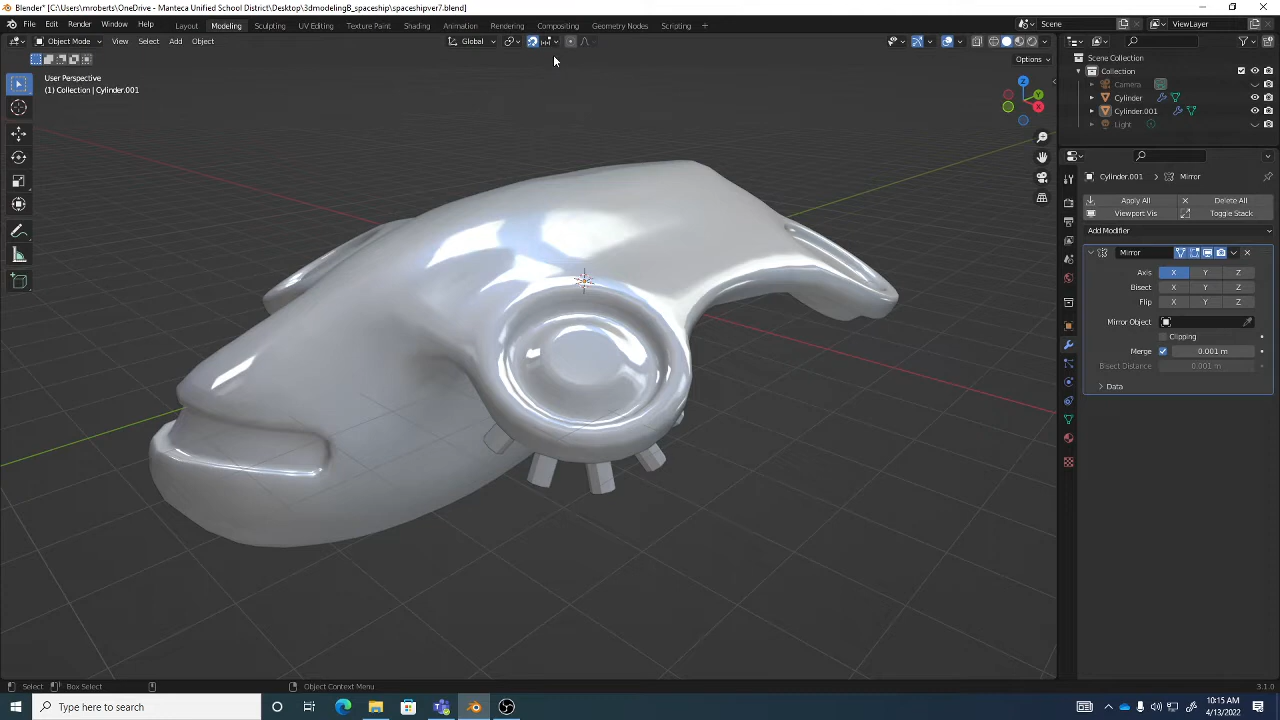 Blender* [C:\Users\mroberts\OneDrive - Manteca Unified School District\Desktop\3dmodeling8_spaceship\spaceshipver7.blend]
File Edit Render Window Help Layout Modeling Sculpting UV Editing Texture Paint Shading Animation Rendering Compositing Geometry Nodes Scripting + Scene ViewLayer
Object Mode View Select Add Object Global
Options
User Perspective
(1) Collection | Cylinder.001
Z
Y
X
Scene Collection
Collection
Camera
Cylinder
Cylinder.001
Light
Cylinder.001 Mirror
Apply All Delete All
Viewport Vis Toggle Stack
Add Modifier
Mirror
Axis X Y Z
Bisect X Y Z
Flip X Y Z
Mirror Object
Clipping
Merge 0.001 m
Bisect Distance 0.001 m
Data
Select Box Select Object Context Menu 3.1.0
Type here to search
10:15 AM
4/13/2022